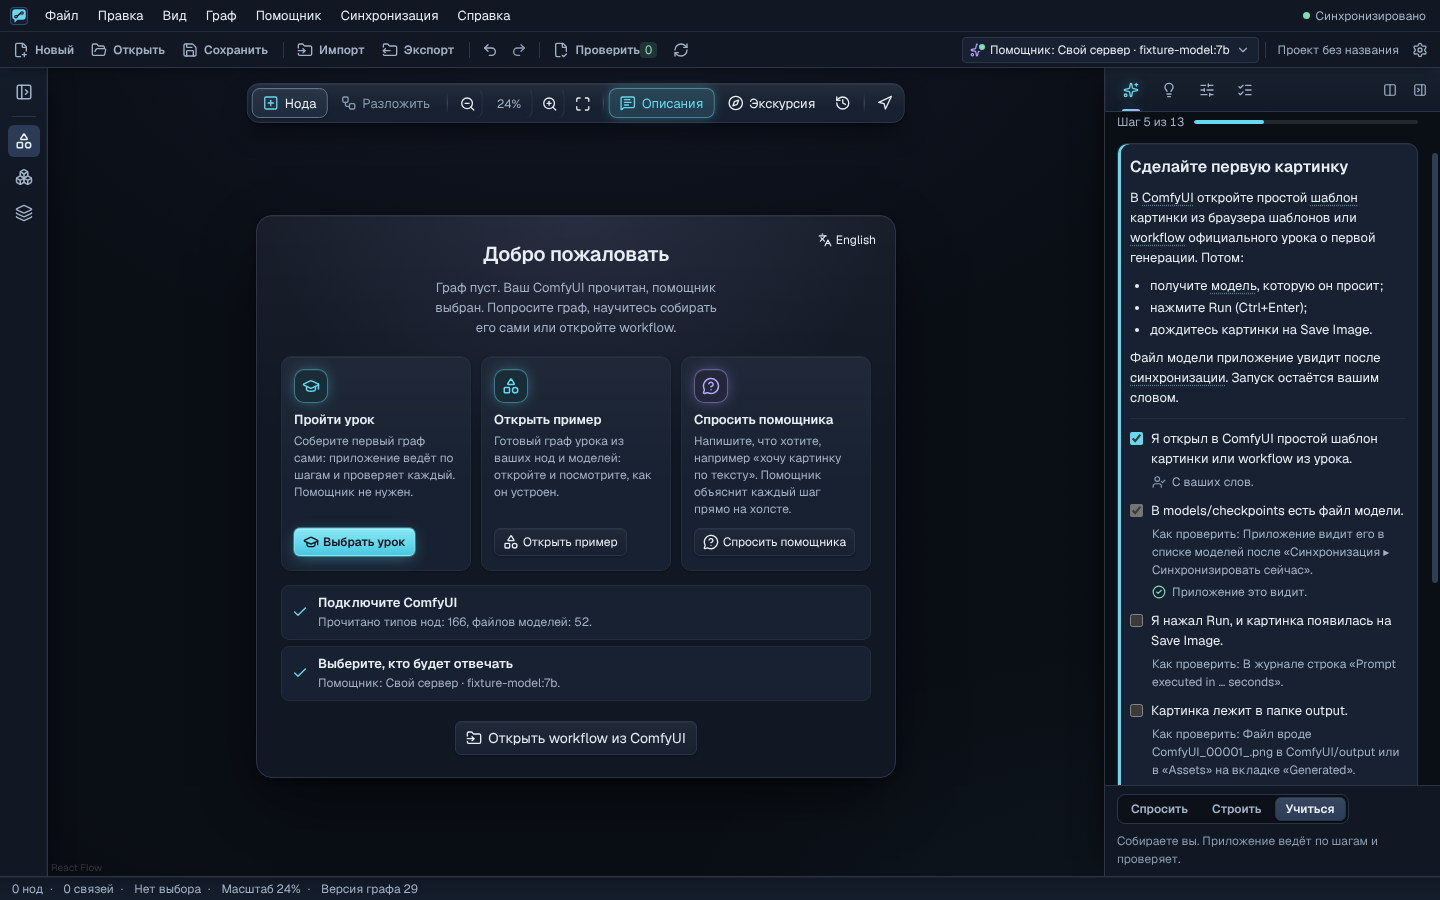 Файл Правка Вид Граф Помощник Синхронизация Справка
Синхронизировано
Новый Открыть Сохранить Импорт Экспорт Проверить 0
Помощник: Свой сервер · fixture-model:7b
Проект без названия
Нода Разложить 24% Описания Экскурсия
Добро пожаловать
English
Граф пуст. Ваш ComfyUI прочитан, помощник
выбран. Попросите граф, научитесь собирать
его сами или откройте workflow.
Пройти урок
Соберите первый граф
сами: приложение ведёт по
шагам и проверяет каждый.
Помощник не нужен.
Выбрать урок
Открыть пример
Готовый граф урока из
ваших нод и моделей:
откройте и посмотрите, как
он устроен.
Открыть пример
Спросить помощника
Напишите, что хотите,
например «хочу картинку
по тексту». Помощник
объяснит каждый шаг
прямо на холсте.
Спросить помощника
Подключите ComfyUI
Прочитано типов нод: 166, файлов моделей: 52.
Выберите, кто будет отвечать
Помощник: Свой сервер · fixture-model:7b.
Открыть workflow из ComfyUI
React Flow
Шаг 5 из 13
Сделайте первую картинку
В ComfyUI откройте простой шаблон
картинки из браузера шаблонов или
workflow официального урока о первой
генерации. Потом:
• получите модель, которую он просит;
• нажмите Run (Ctrl+Enter);
• дождитесь картинки на Save Image.
Файл модели приложение увидит после
синхронизации. Запуск остаётся вашим
словом.
Я открыл в ComfyUI простой шаблон
картинки или workflow из урока.
С ваших слов.
В models/checkpoints есть файл модели.
Как проверить: Приложение видит его в
списке моделей после «Синхронизация ▸
Синхронизировать сейчас».
Приложение это видит.
Я нажал Run, и картинка появилась на
Save Image.
Как проверить: В журнале строка «Prompt
executed in … seconds».
Картинка лежит в папке output.
Как проверить: Файл вроде
ComfyUI_00001_.png в ComfyUI/output или
в «Assets» на вкладке «Generated».
Спросить Строить Учиться
Собираете вы. Приложение ведёт по шагам и
проверяет.
0 нод · 0 связей · Нет выбора · Масштаб 24% · Версия графа 29